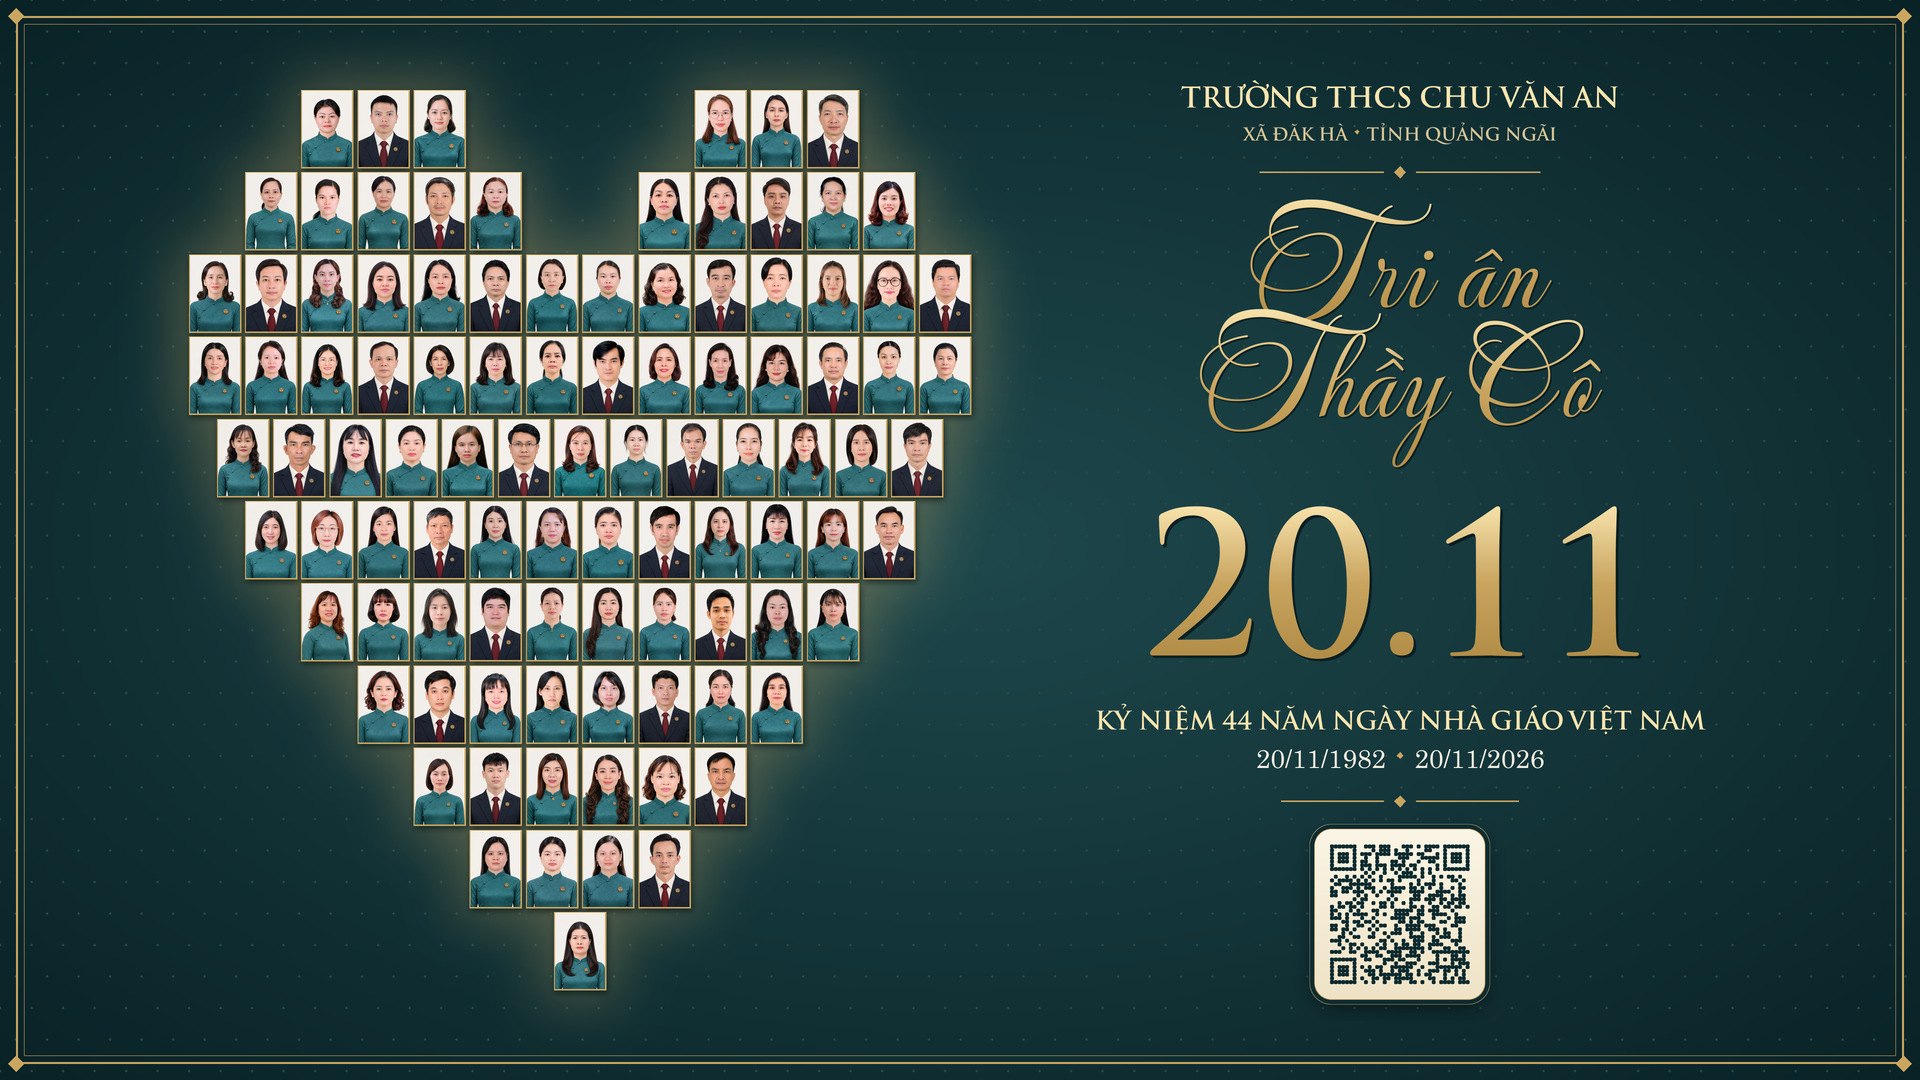 TRƯỜNG THCS CHU VĂN AN
XÃ ĐĂK HÀ • TỈNH QUẢNG NGÃI
Tri ân
Thầy Cô
20.11
KỶ NIỆM 44 NĂM NGÀY NHÀ GIÁO VIỆT NAM
20/11/1982 • 20/11/2026